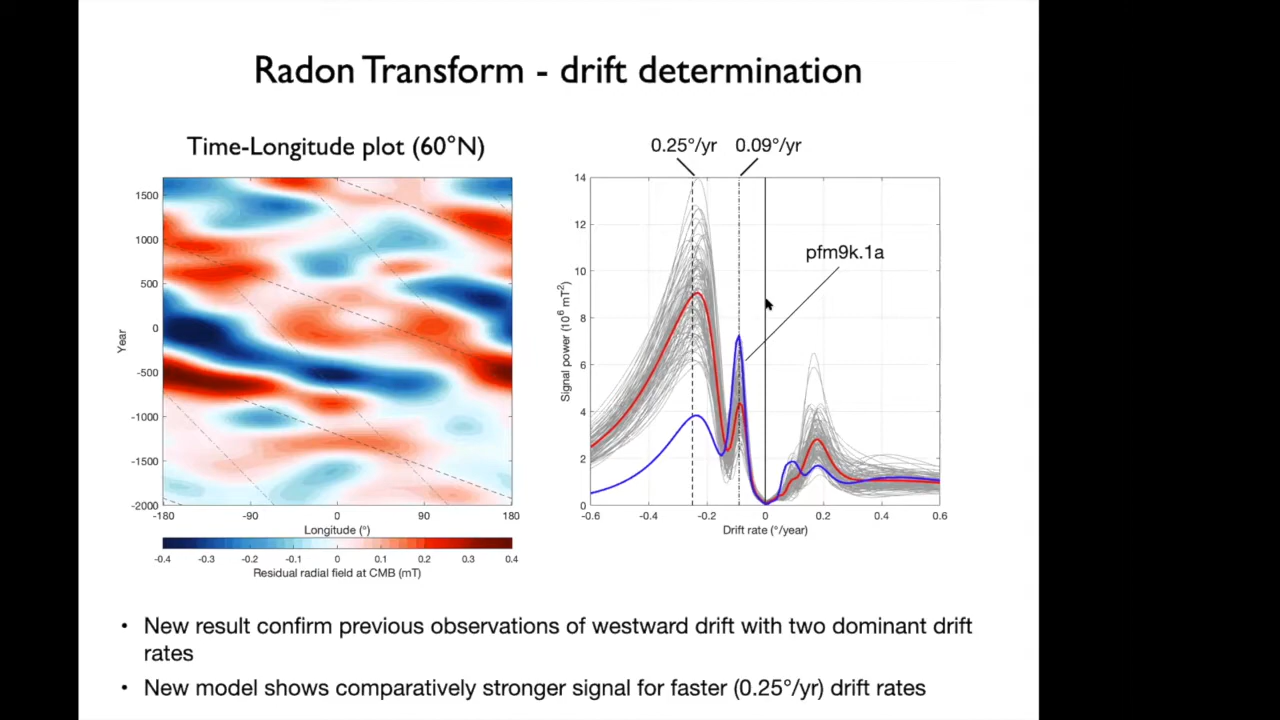 Radon Transform - drift determination
Time-Longitude plot (60°N)
1500
1000
500
0
-500
-1000
-1500
-2000
Year
-180 -90 0 90 180
Longitude (°)
-0.4 -0.3 -0.2 -0.1 0 0.1 0.2 0.3 0.4
Residual radial field at CMB (mT)
0.25°/yr 0.09°/yr
pfm9k.1a
14
12
10
8
6
4
2
0
Signal power (10⁶ mT²)
-0.6 -0.4 -0.2 0 0.2 0.4 0.6
Drift rate (°/year)
• New result confirm previous observations of westward drift with two dominant drift
rates
• New model shows comparatively stronger signal for faster (0.25°/yr) drift rates